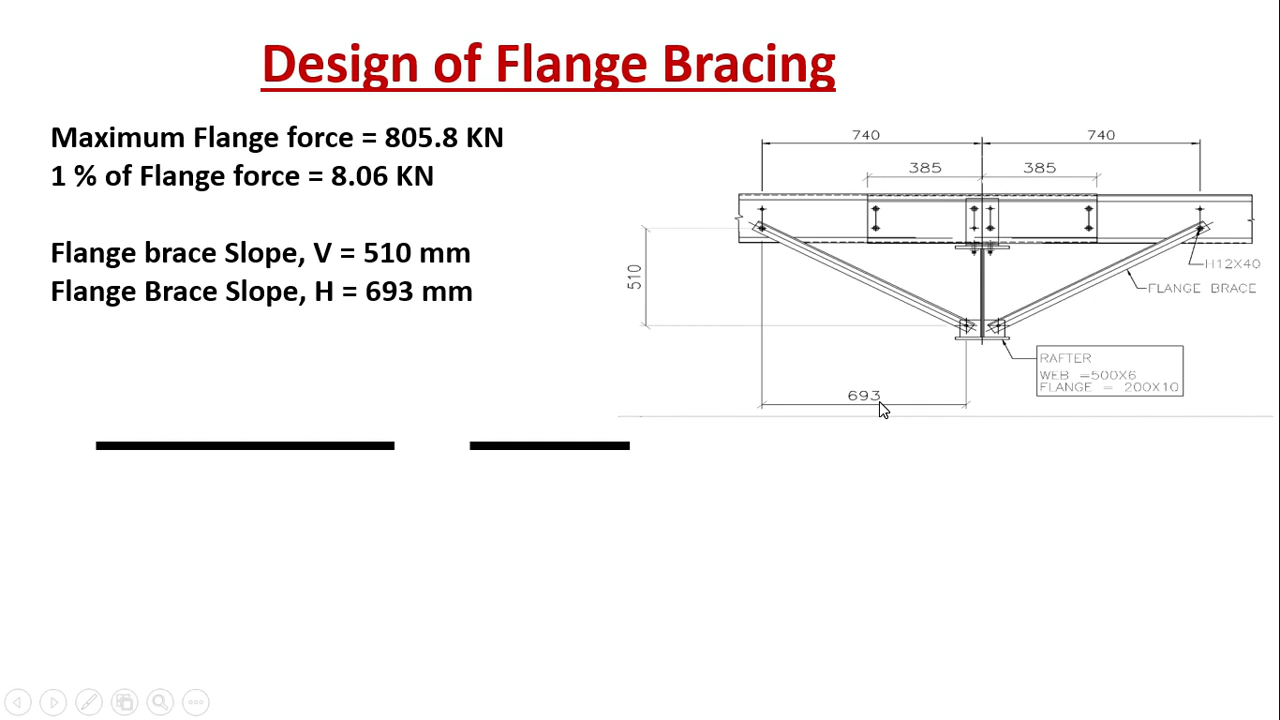 Design of Flange Bracing
Maximum Flange force = 805.8 KN
1 % of Flange force = 8.06 KN
Flange brace Slope, V = 510 mm
Flange Brace Slope, H = 693 mm
740
740
385
385
510
H12X40
FLANGE BRACE
RAFTER
WEB =500X6
FLANGE = 200X10
693